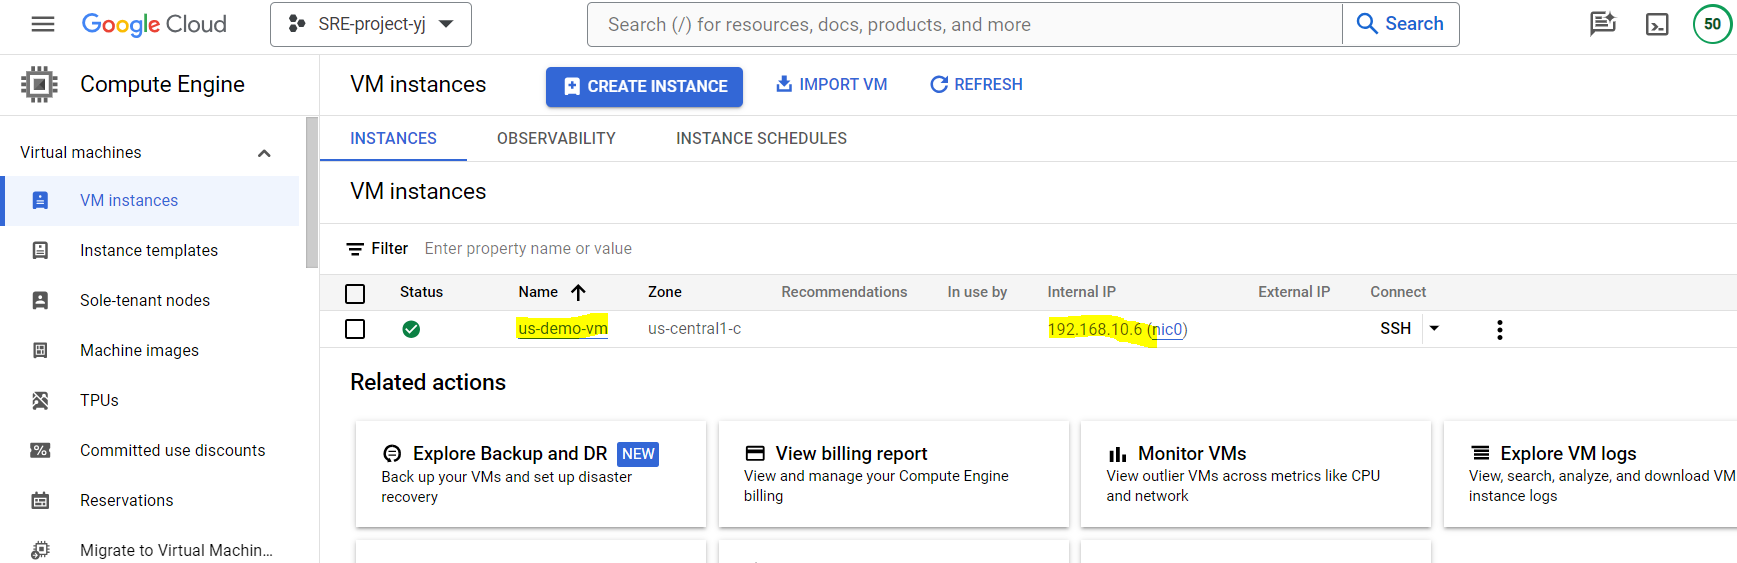 Google Cloud
SRE-project-yj
Search (/) for resources, docs, products, and more
Search
50
Compute Engine
VM instances
CREATE INSTANCE
IMPORT VM
REFRESH
Virtual machines
VM instances
Instance templates
Sole-tenant nodes
Machine images
TPUs
Committed use discounts
Reservations
Migrate to Virtual Machin...
INSTANCES
OBSERVABILITY
INSTANCE SCHEDULES
VM instances
Filter
Enter property name or value
Status
Name
Zone
Recommendations
In use by
Internal IP
External IP
Connect
us-demo-vm
us-central1-c
192.168.10.6 (nic0)
SSH
Related actions
Explore Backup and DR
NEW
Back up your VMs and set up disaster
recovery
View billing report
View and manage your Compute Engine
billing
Monitor VMs
View outlier VMs across metrics like CPU
and network
Explore VM logs
View, search, analyze, and download VM
instance logs